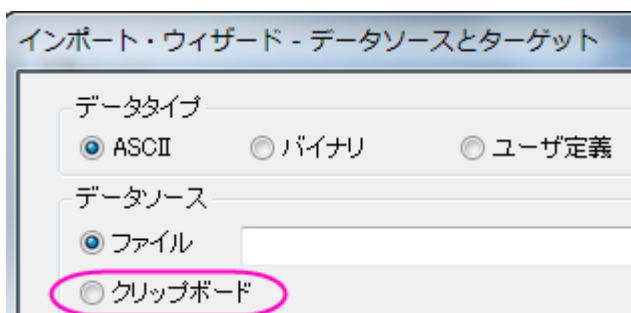 インポート・ウィザード - データソースとターゲット
データタイプ
ASCII バイナリ ユーザ定義
データソース
ファイル
クリップボード